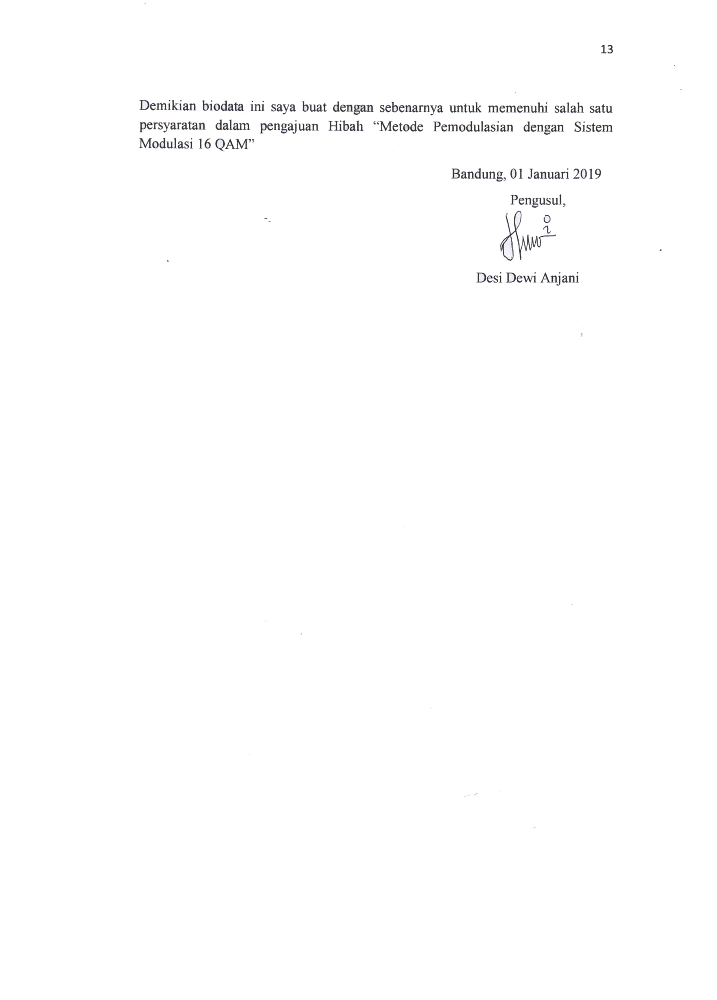 13
Demikian biodata ini saya buat dengan sebenarnya untuk memenuhi salah satu
persyaratan dalam pengajuan Hibah “Metode Pemodulasian dengan Sistem
Modulasi 16 QAM”
Bandung, 01 Januari 2019
Pengusul,
Desi Dewi Anjani